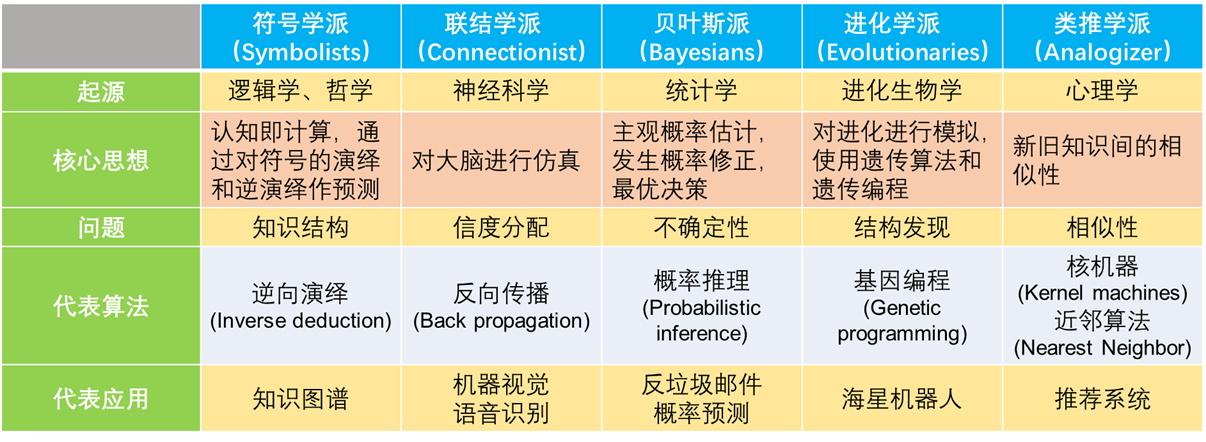 符号学派
(Symbolists)
联结学派
(Connectionist)
贝叶斯派
(Bayesians)
进化学派
(Evolutionaries)
类推学派
(Analogizer)
起源
逻辑学、哲学
神经科学
统计学
进化生物学
心理学
核心思想
认知即计算，通
过对符号的演绎
和逆演绎作预测
对大脑进行仿真
主观概率估计，
发生概率修正，
最优决策
对进化进行模拟，
使用遗传算法和
遗传编程
新旧知识间的相
似性
问题
知识结构
信度分配
不确定性
结构发现
相似性
代表算法
逆向演绎
(Inverse deduction)
反向传播
(Back propagation)
概率推理
(Probabilistic
inference)
基因编程
(Genetic
programming)
核机器
(Kernel machines)
近邻算法
(Nearest Neighbor)
代表应用
知识图谱
机器视觉
语音识别
反垃圾邮件
概率预测
海星机器人
推荐系统